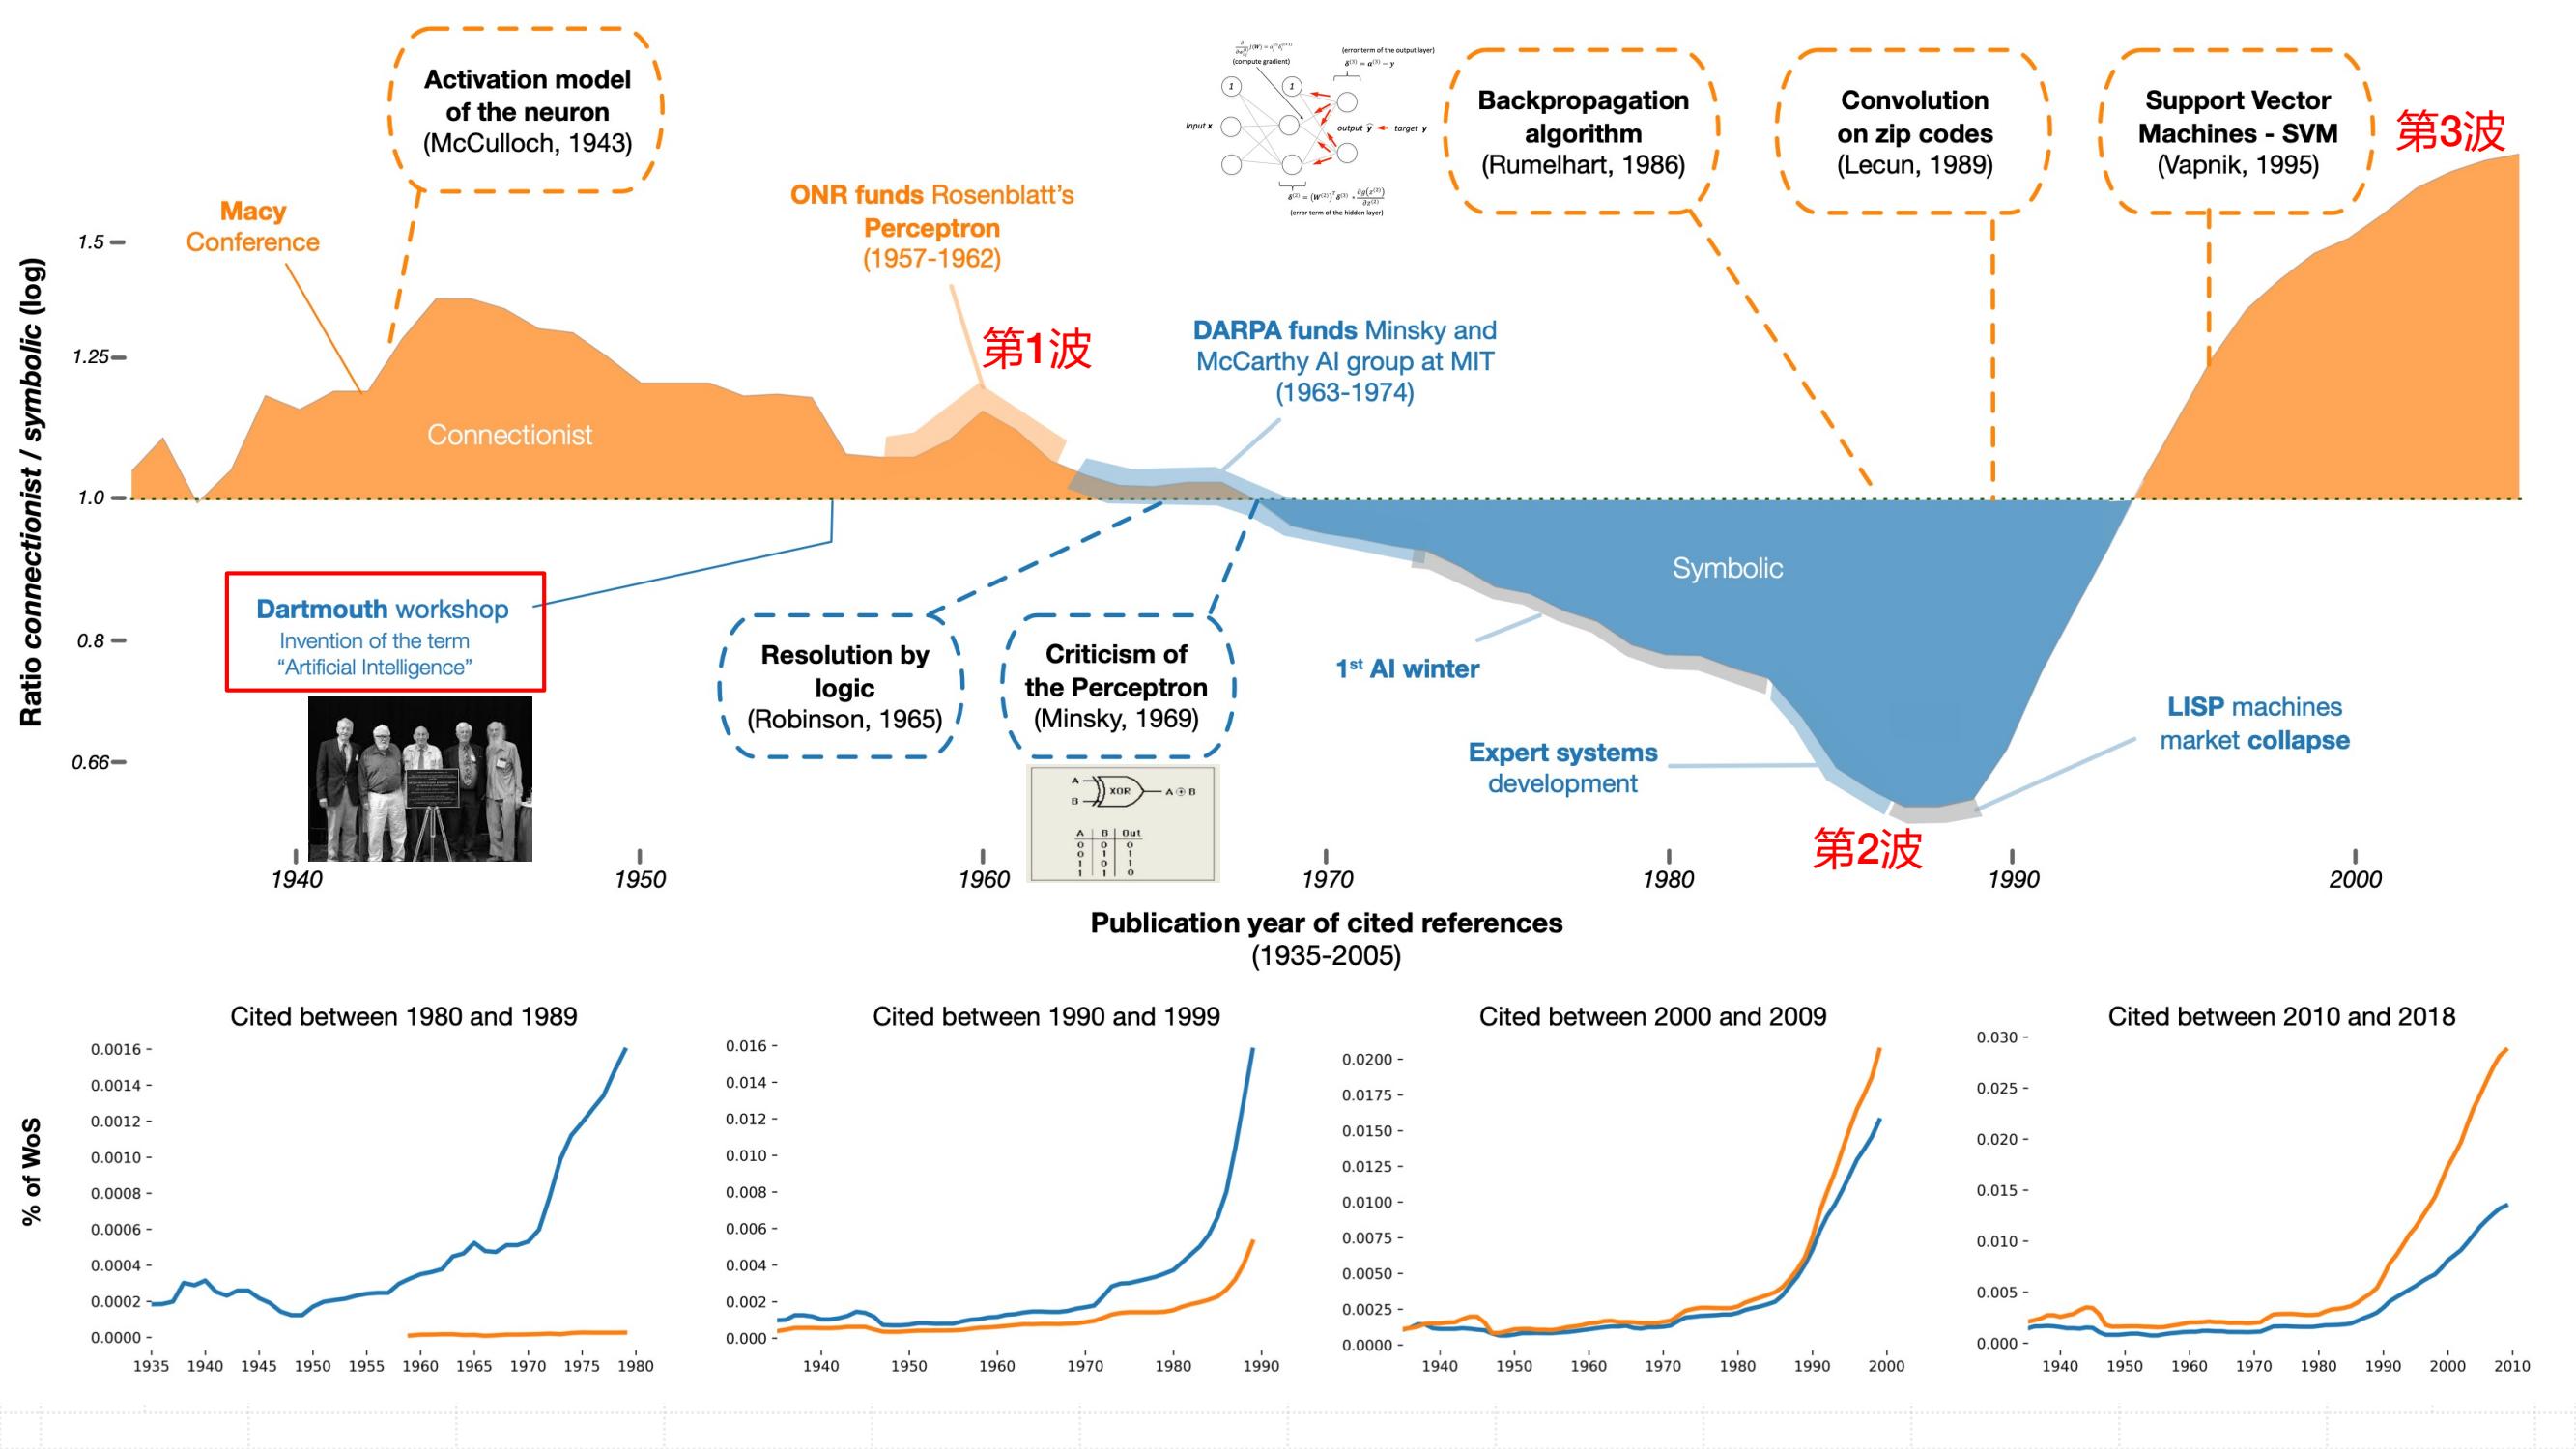 Activation model
of the neuron
(McCulloch, 1943)
(compute gradient)
(error term of the output layer)
δ⁽³⁾ = a⁽³⁾ − y
1
1
input x
output ŷ
target y
(error term of the hidden layer)
Backpropagation
algorithm
(Rumelhart, 1986)
Convolution
on zip codes
(Lecun, 1989)
Support Vector
Machines - SVM
(Vapnik, 1995)
第3波
Macy
Conference
ONR funds Rosenblatt's
Perceptron
(1957-1962)
第1波
DARPA funds Minsky and
McCarthy AI group at MIT
(1963-1974)
Ratio connectionist / symbolic (log)
1.5
1.25
1.0
0.8
0.66
Connectionist
Symbolic
Dartmouth workshop
Invention of the term
“Artificial Intelligence”
Resolution by
logic
(Robinson, 1965)
Criticism of
the Perceptron
(Minsky, 1969)
A
B
XOR
A ⊕ B
A B Out
0 0 0
0 1 1
1 0 1
1 1 0
1st AI winter
Expert systems
development
LISP machines
market collapse
第2波
1940 1950 1960 1970 1980 1990 2000
Publication year of cited references
(1935-2005)
% of WoS
Cited between 1980 and 1989
0.0016
0.0014
0.0012
0.0010
0.0008
0.0006
0.0004
0.0002
0.0000
1935 1940 1945 1950 1955 1960 1965 1970 1975 1980
Cited between 1990 and 1999
0.016
0.014
0.012
0.010
0.008
0.006
0.004
0.002
0.000
1940 1950 1960 1970 1980 1990
Cited between 2000 and 2009
0.0200
0.0175
0.0150
0.0125
0.0100
0.0075
0.0050
0.0025
0.0000
1940 1950 1960 1970 1980 1990 2000
Cited between 2010 and 2018
0.030
0.025
0.020
0.015
0.010
0.005
0.000
1940 1950 1960 1970 1980 1990 2000 2010